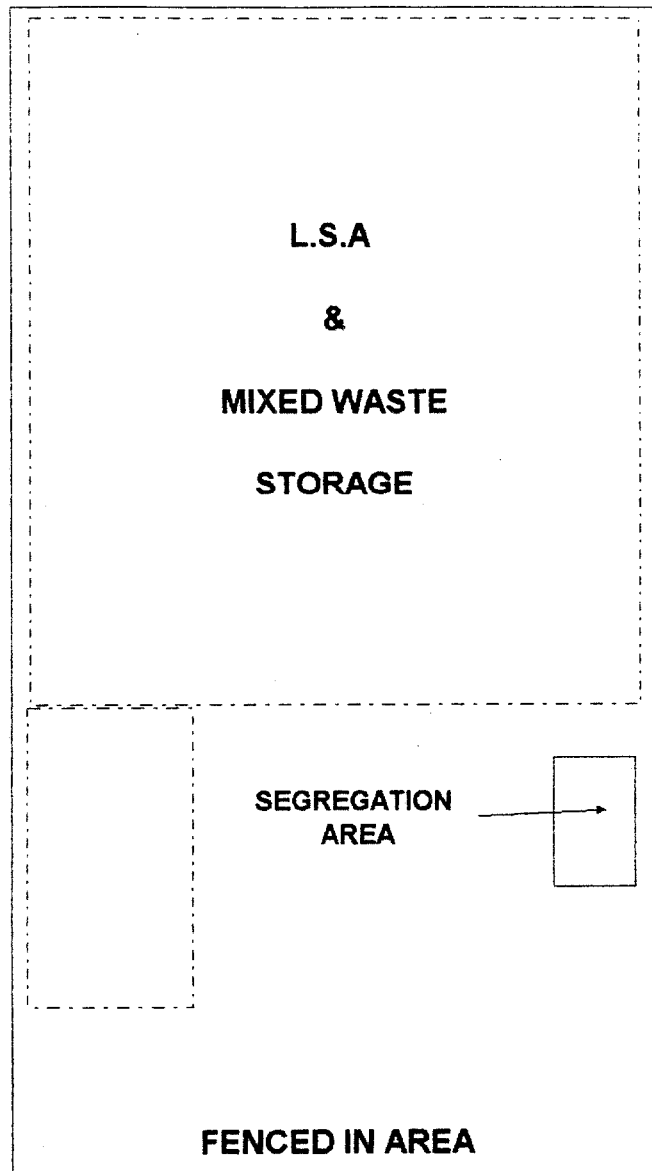 L.S.A
&
MIXED WASTE
STORAGE
SEGREGATION
AREA
FENCED IN AREA